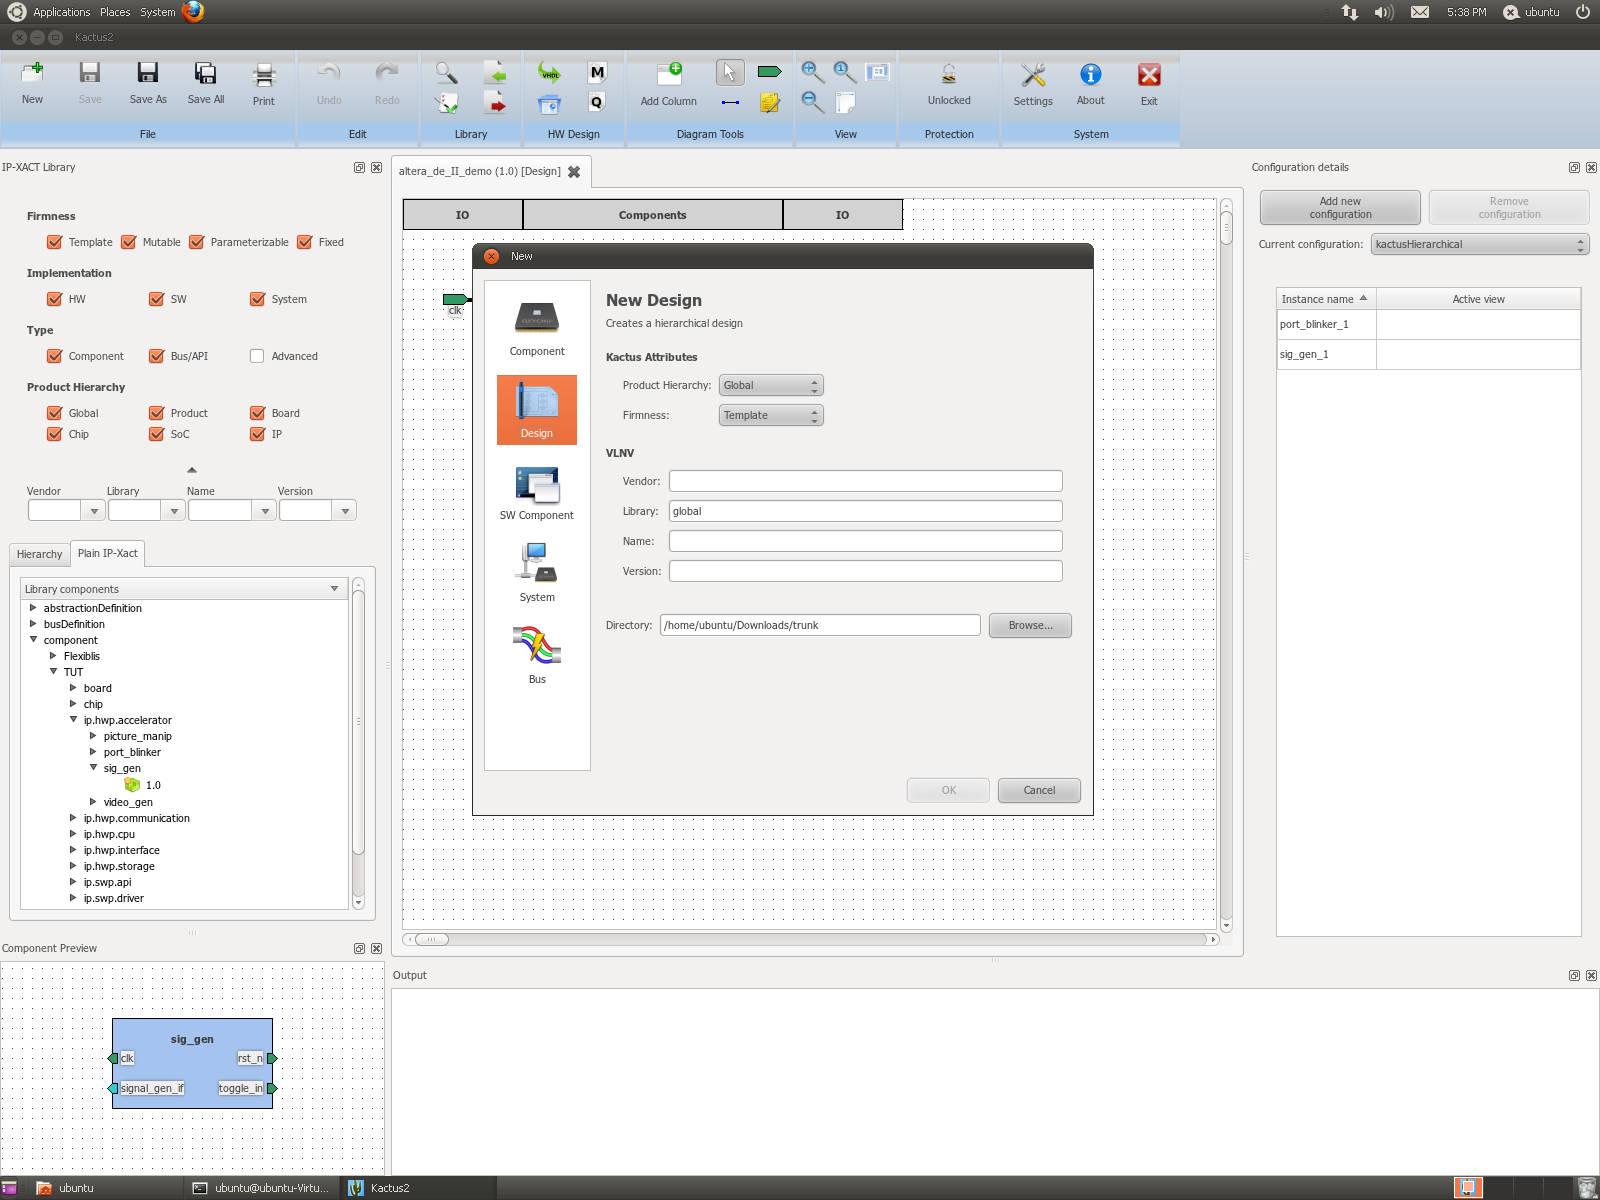 Applications Places System 5:38 PM ubuntu
Kactus2
New Save Save As Save All Print Undo Redo VHDL M Q Add Column Unlocked Settings About Exit
File Edit Library HW Design Diagram Tools View Protection System
IP-XACT Library
Firmness
Template Mutable Parameterizable Fixed
Implementation
HW SW System
Type
Component Bus/API Advanced
Product Hierarchy
Global Product Board
Chip SoC IP
Vendor Library Name Version
Hierarchy Plain IP-Xact
Library components
abstractionDefinition
busDefinition
component
Flexiblis
TUT
board
chip
ip.hwp.accelerator
picture_manip
port_blinker
sig_gen
1.0
video_gen
ip.hwp.communication
ip.hwp.cpu
ip.hwp.interface
ip.hwp.storage
ip.swp.api
ip.swp.driver
Component Preview
sig_gen
clk rst_n
signal_gen_if toggle_in
altera_de_II_demo (1.0) [Design]
IO Components IO
clk
New
Component
Design
SW Component
System
Bus
New Design
Creates a hierarchical design
Kactus Attributes
Product Hierarchy: Global
Firmness: Template
VLNV
Vendor:
Library: global
Name:
Version:
Directory: /home/ubuntu/Downloads/trunk Browse...
OK Cancel
Configuration details
Add new configuration
Remove configuration
Current configuration: kactusHierarchical
Instance name Active view
port_blinker_1
sig_gen_1
Output
ubuntu ubuntu@ubuntu-Virtu... Kactus2